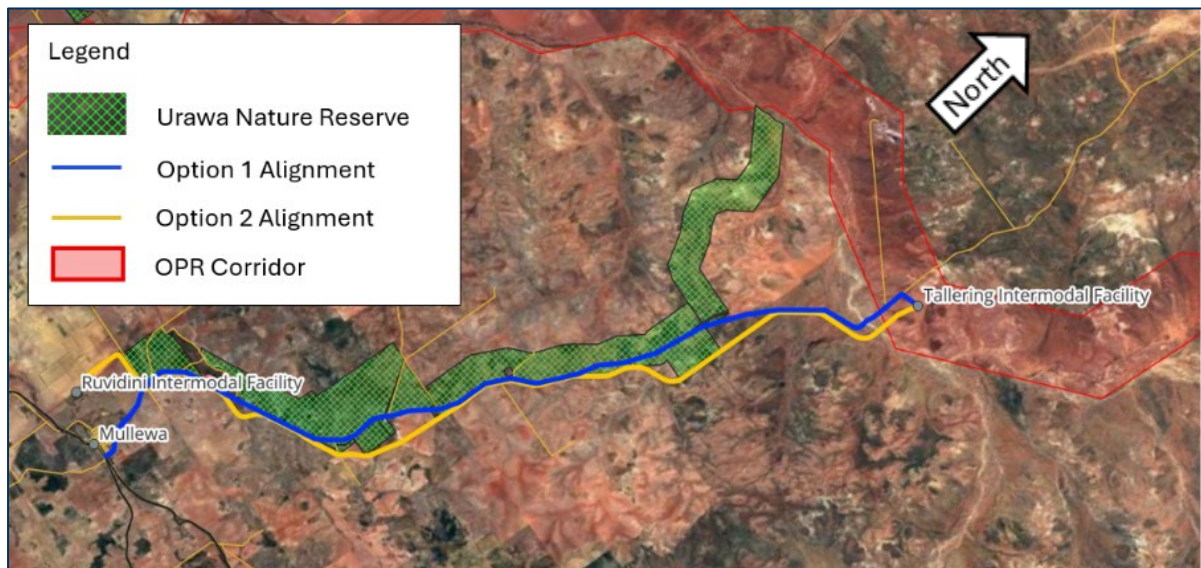 Legend
Urawa Nature Reserve
Option 1 Alignment
Option 2 Alignment
OPR Corridor
North
Tallering Intermodal Facility
Ruvidini Intermodal Facility
Mullewa